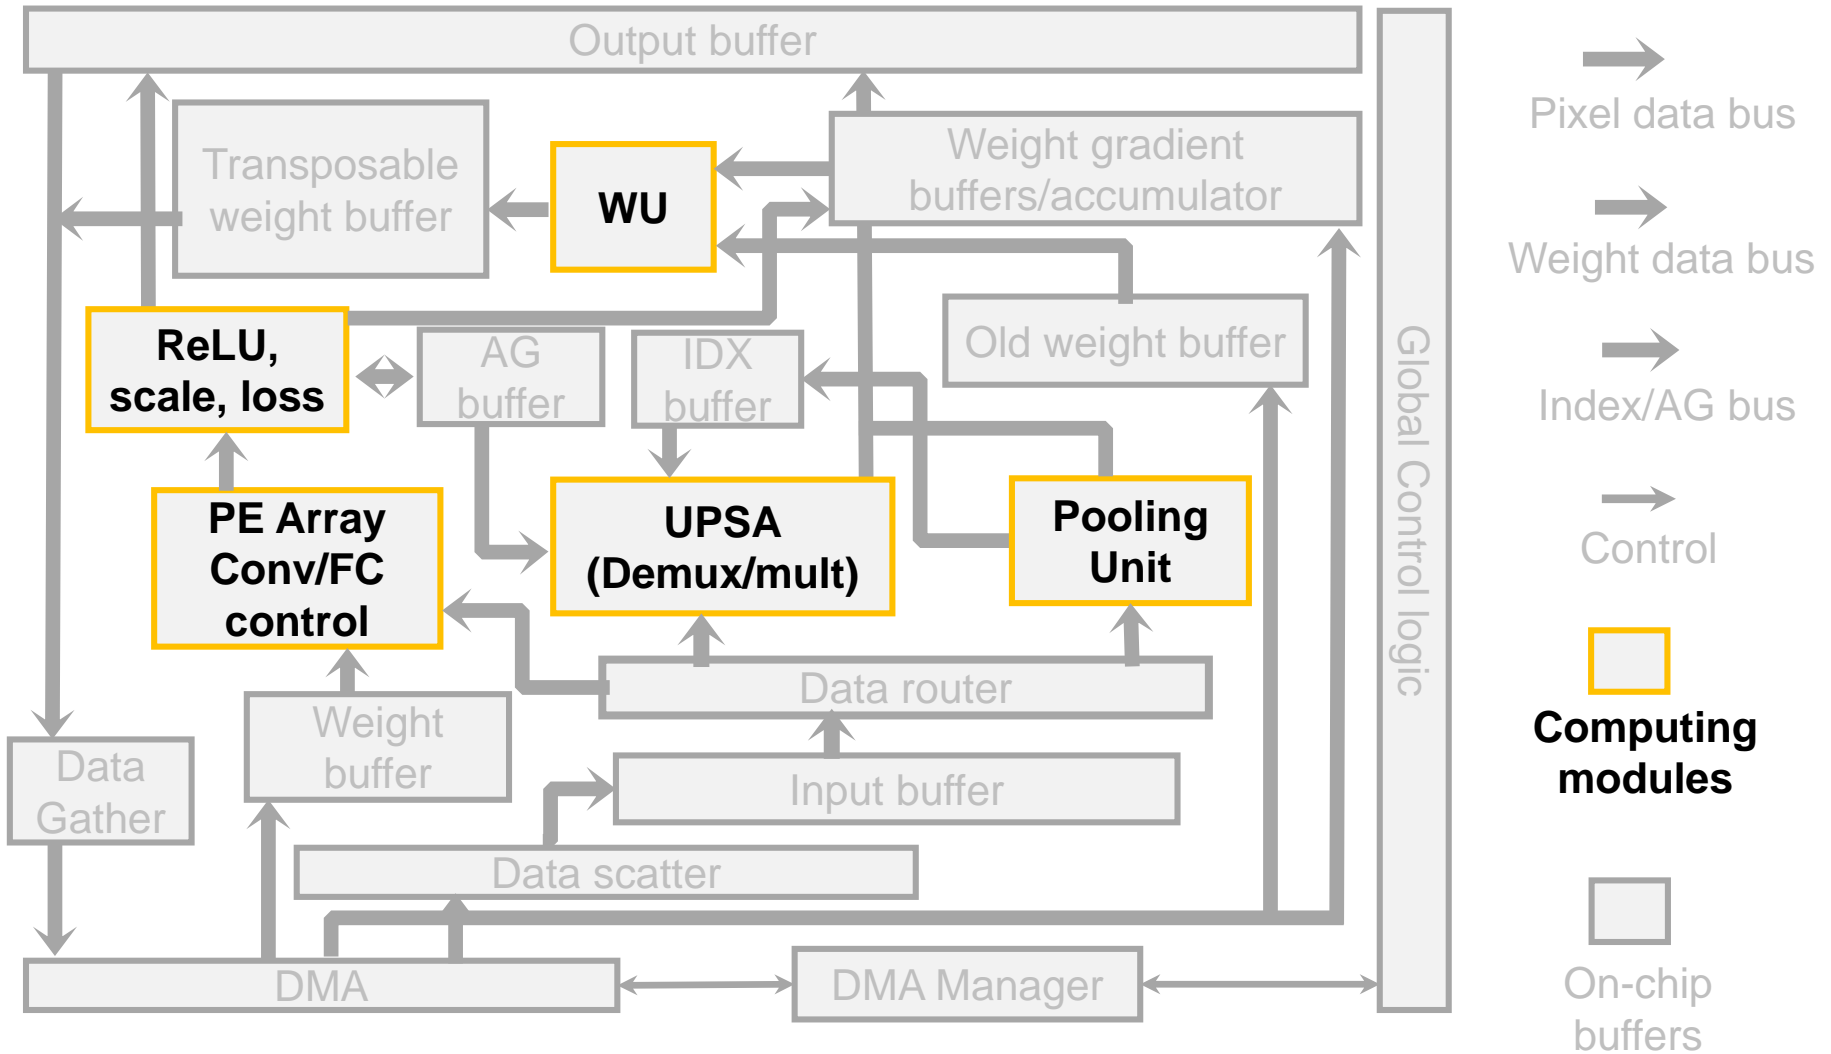 Output buffer
Transposable
weight buffer
WU
Weight gradient
buffers/accumulator
ReLU,
scale, loss
AG
buffer
IDX
buffer
Old weight buffer
PE Array
Conv/FC
control
UPSA
(Demux/mult)
Pooling
Unit
Data router
Weight
buffer
Input buffer
Data
Gather
Data scatter
DMA
DMA Manager
Global Control logic
Pixel data bus
Weight data bus
Index/AG bus
Control
Computing
modules
On-chip
buffers